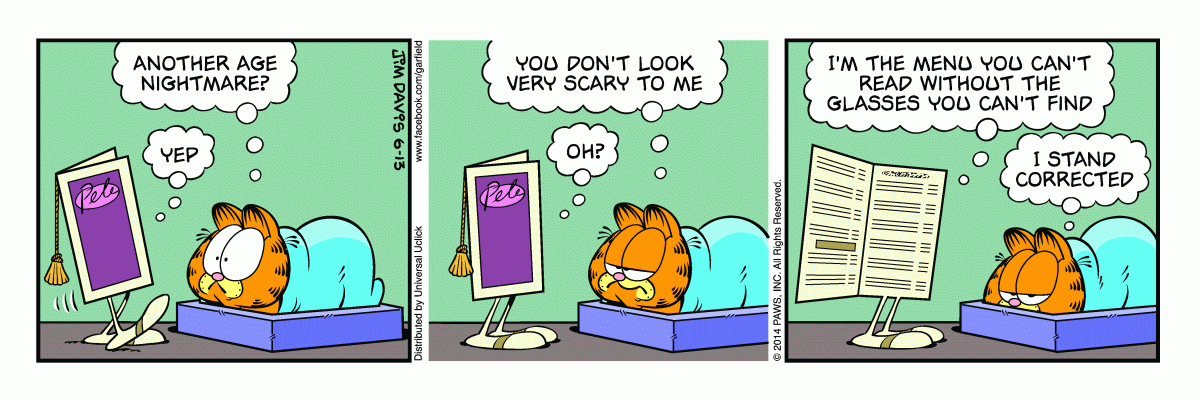 ANOTHER AGE
NIGHTMARE?
YEP
Pete
JIM DAVIS 6-13
www.facebook.com/garfield
Distributed by Universal Uclick
YOU DON'T LOOK
VERY SCARY TO ME
OH?
Pete
© 2014 PAWS, INC. All Rights Reserved.
I'M THE MENU YOU CAN'T
READ WITHOUT THE
GLASSES YOU CAN'T FIND
I STAND
CORRECTED